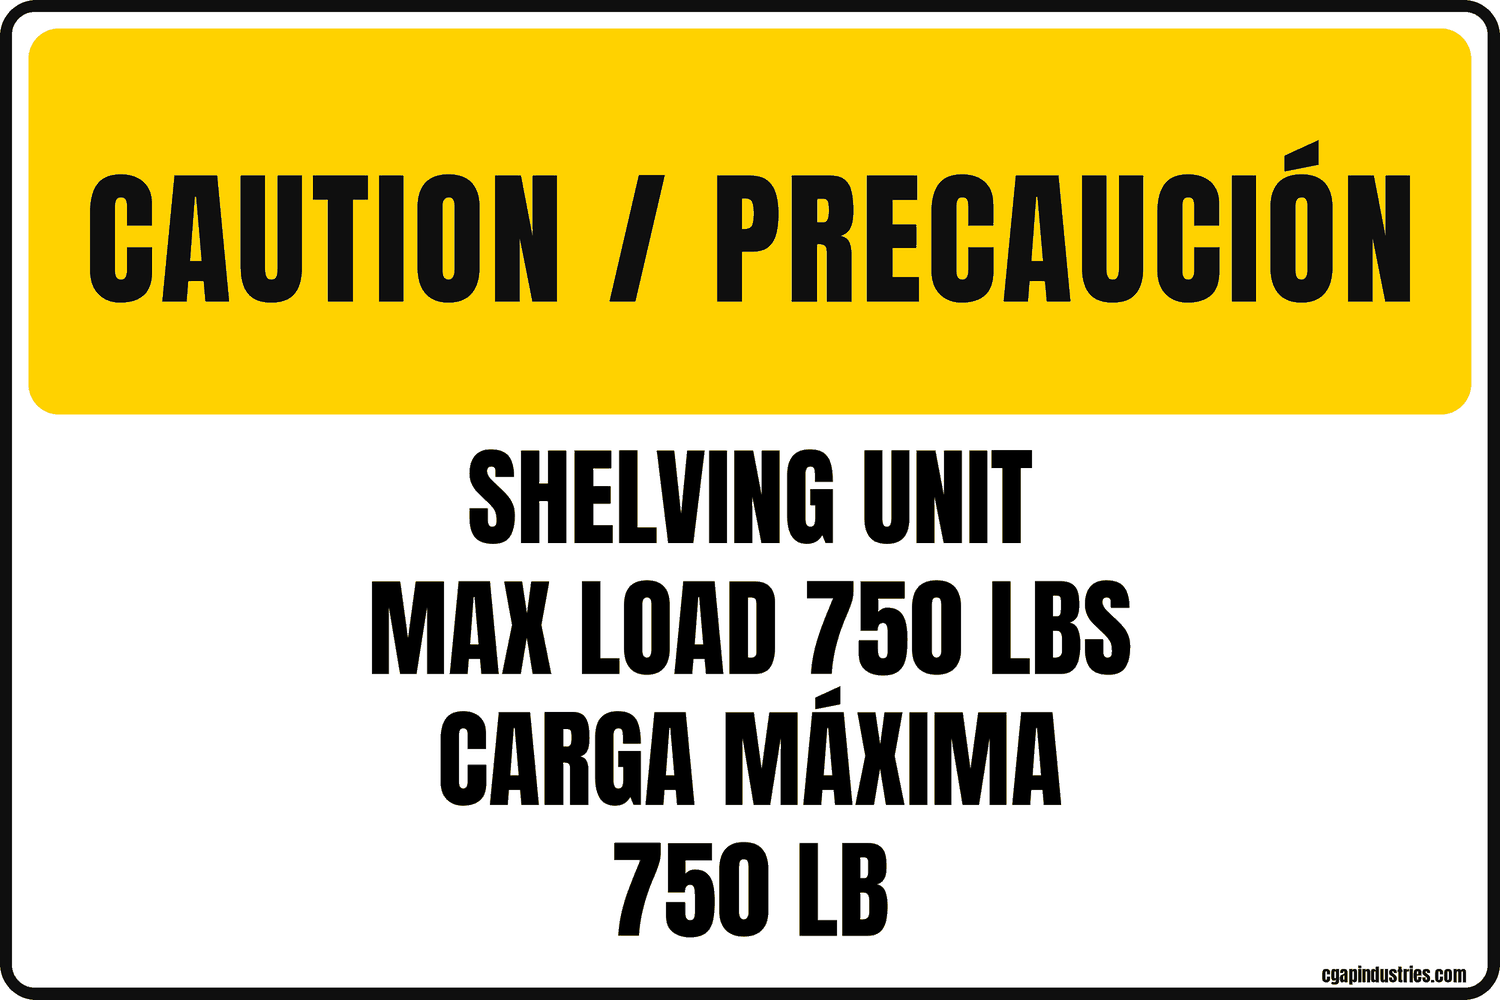 CAUTION / PRECAUCIÓN
SHELVING UNIT
MAX LOAD 750 LBS
CARGA MÁXIMA
750 LB
cgapindustries.com